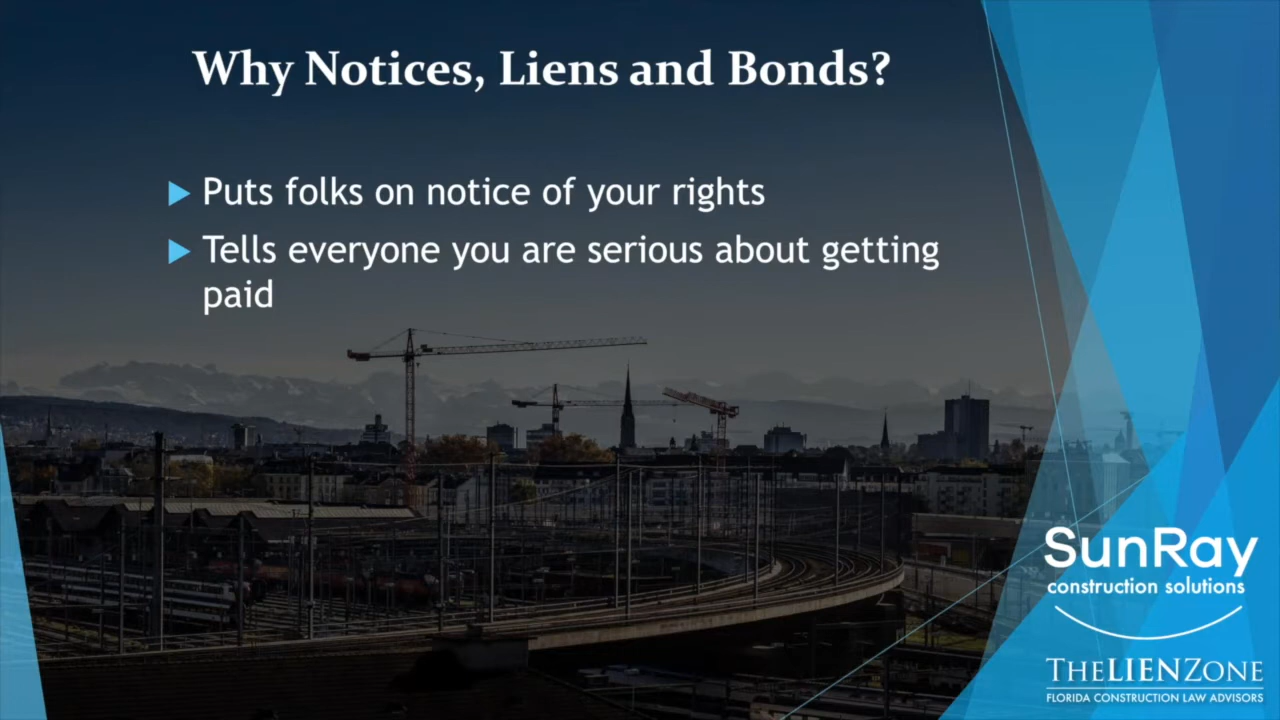 Why Notices, Liens and Bonds?
Puts folks on notice of your rights
Tells everyone you are serious about getting
paid
SunRay
construction solutions
THELIENZONE
FLORIDA CONSTRUCTION LAW ADVISORS